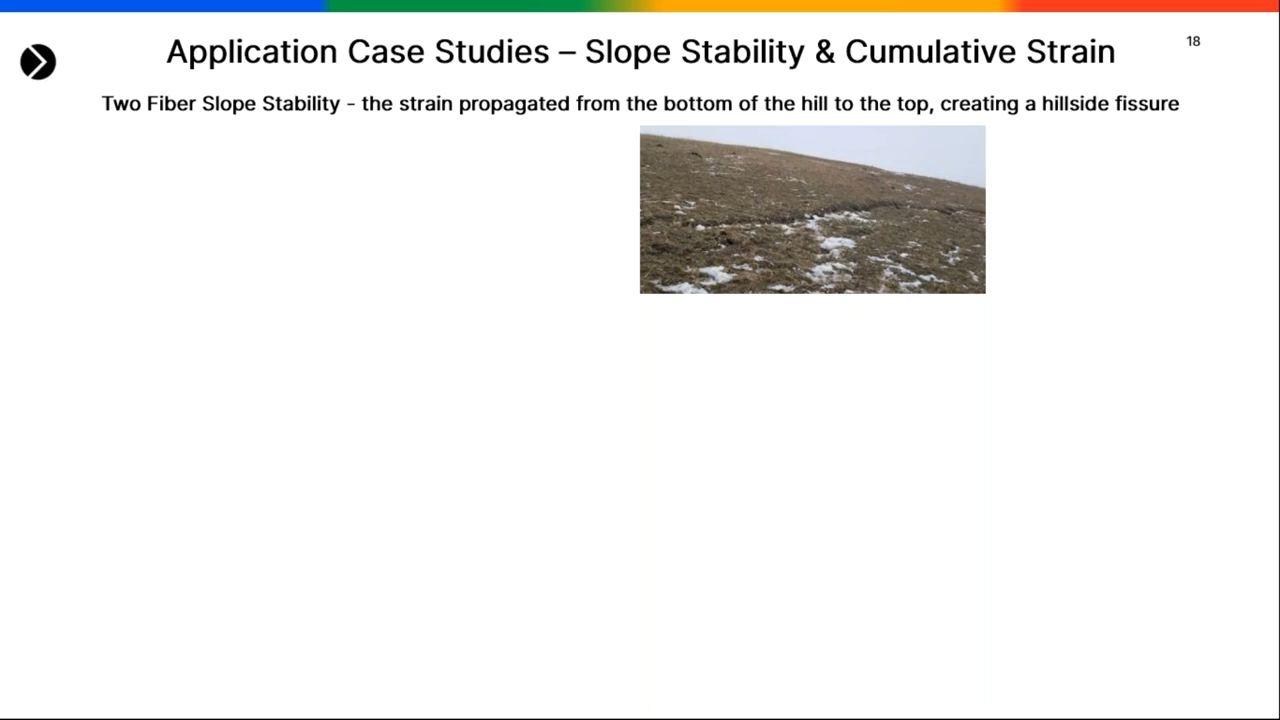 Application Case Studies – Slope Stability & Cumulative Strain
18
Two Fiber Slope Stability - the strain propagated from the bottom of the hill to the top, creating a hillside fissure